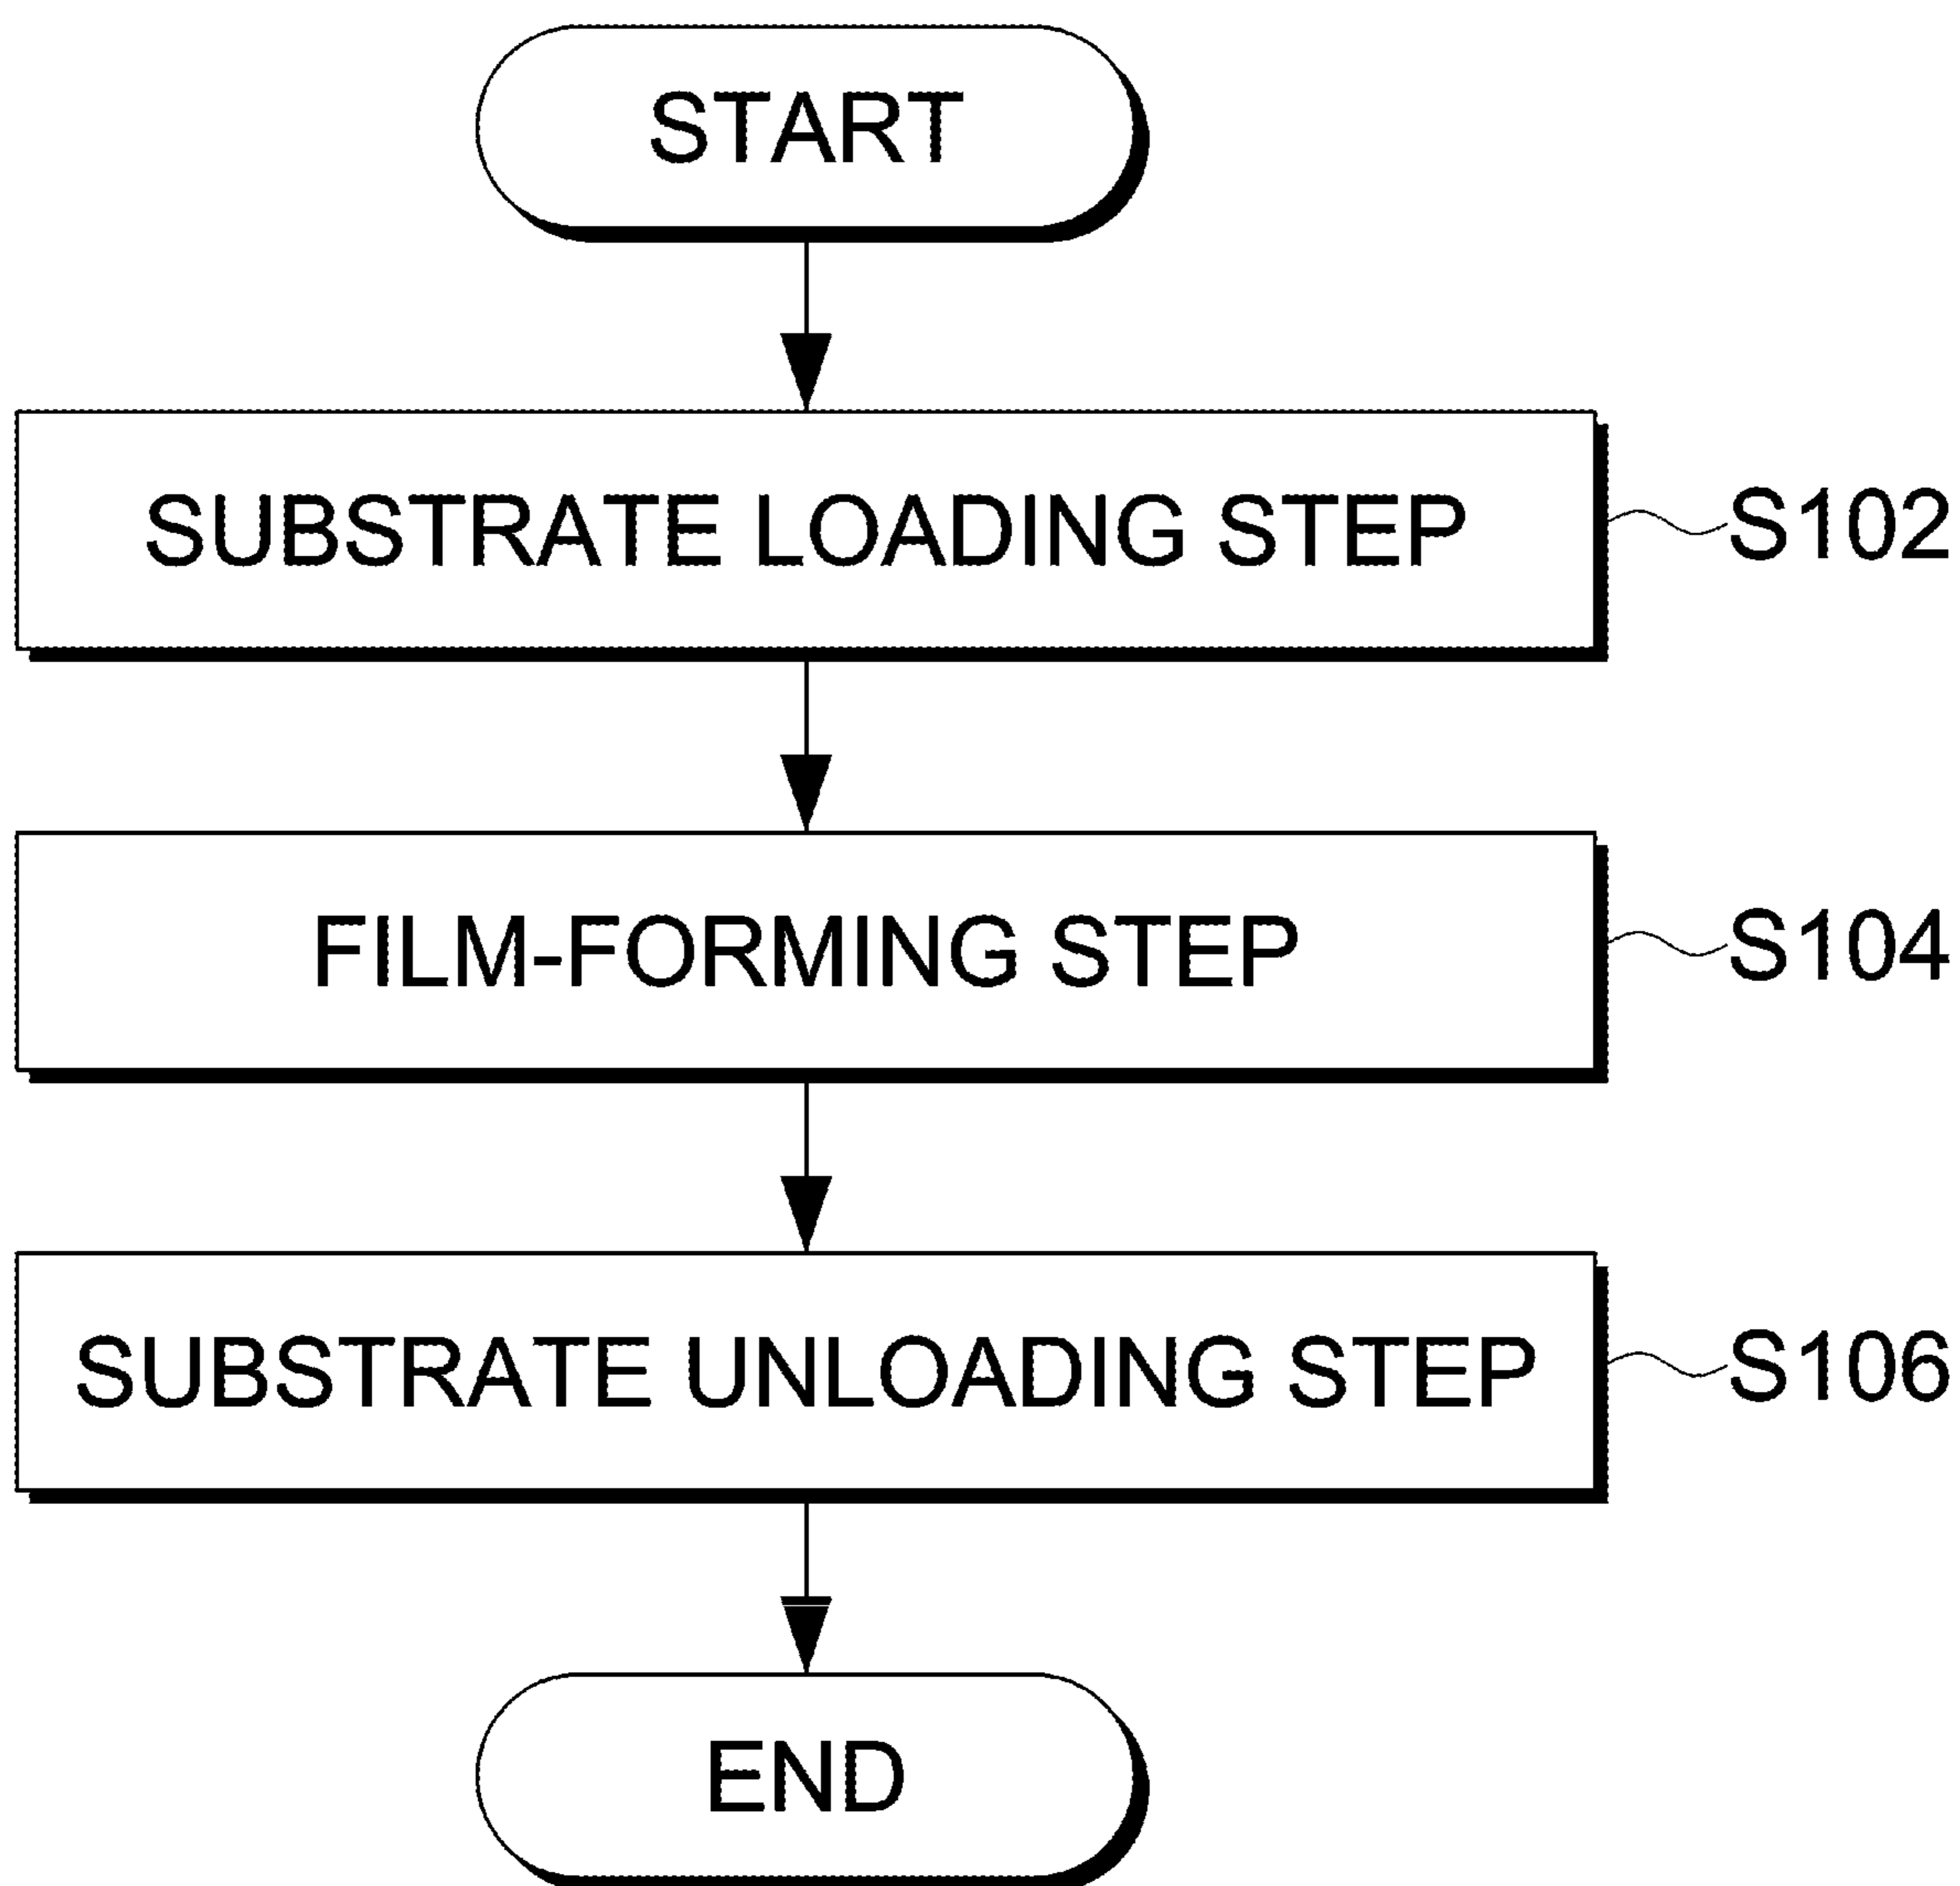 START
SUBSTRATE LOADING STEP S102
FILM-FORMING STEP S104
SUBSTRATE UNLOADING STEP S106
END